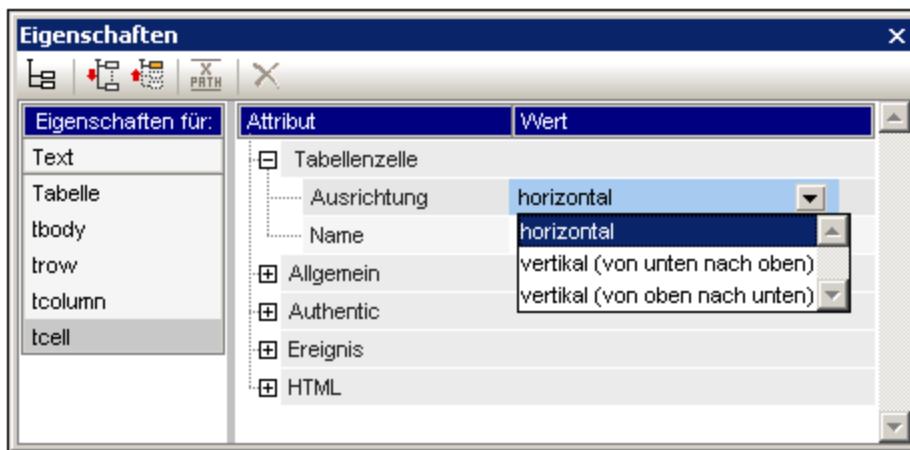 Eigenschaften
XPATH
Eigenschaften für:
Attribut Wert
Text
Tabellenzelle
Tabelle
Ausrichtung horizontal
tbody
Name horizontal
trow
Allgemein vertikal (von unten nach oben)
tcolumn
Authentic vertikal (von oben nach unten)
tcell
Ereignis
HTML